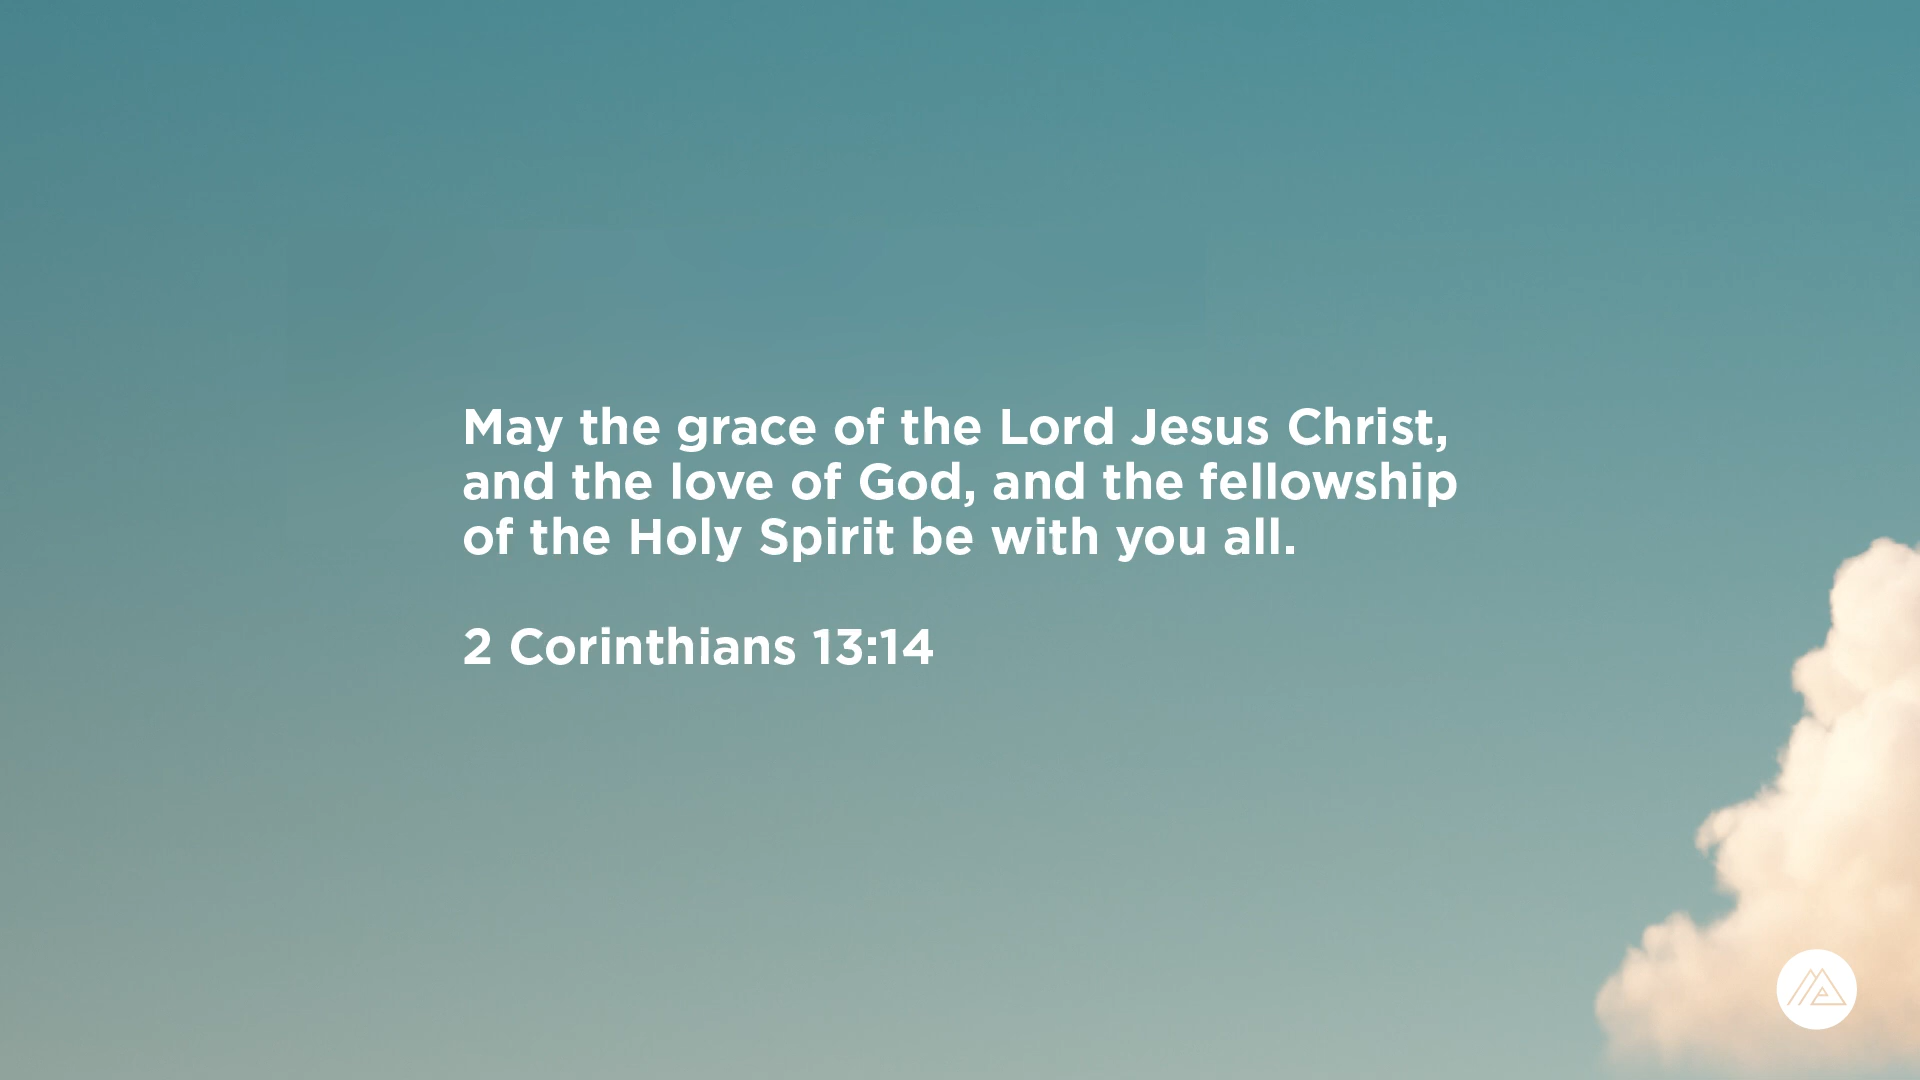 May the grace of the Lord Jesus Christ,
and the love of God, and the fellowship
of the Holy Spirit be with you all.
2 Corinthians 13:14